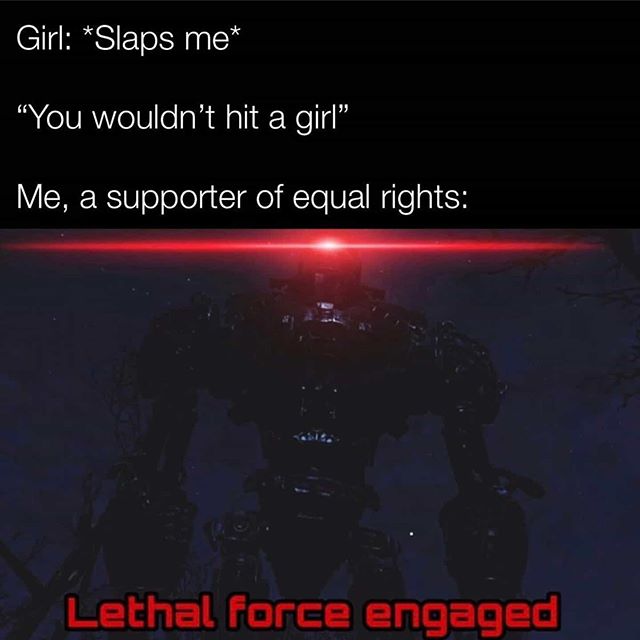 Girl: *Slaps me*
“You wouldn’t hit a girl”
Me, a supporter of equal rights:
Lethal force engaged